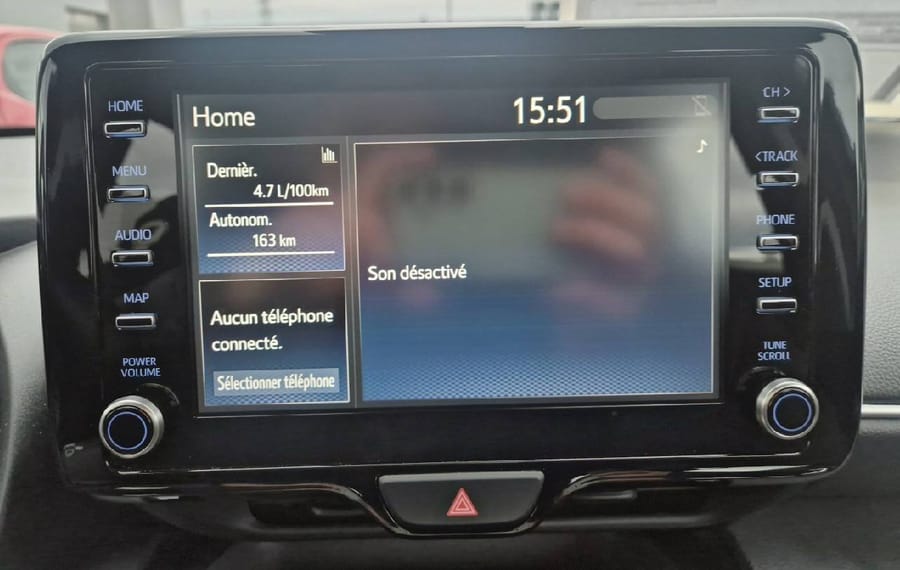 HOME
MENU
AUDIO
MAP
POWER
VOLUME
Home
15:51
Dernièr.
4.7 L/100km
Autonom.
163 km
Aucun téléphone
connecté.
Sélectionner téléphone
♪
Son désactivé
CH >
<TRACK
PHONE
SETUP
TUNE
SCROLL